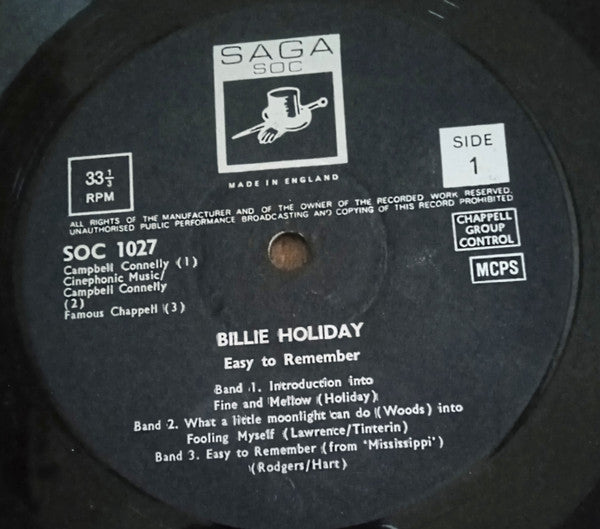 SAGA
SOC
MADE IN ENGLAND
33⅓
RPM
SIDE
1
ALL RIGHTS OF THE MANUFACTURER AND OF THE OWNER OF THE RECORDED WORK RESERVED.
UNAUTHORISED PUBLIC PERFORMANCE BROADCASTING AND COPYING OF THIS RECORD PROHIBITED
SOC 1027
Campbell Connelly (1)
Cinephonic Music/
Campbell Connelly
(2)
Famous Chappell (3)
CHAPPELL
GROUP
CONTROL
MCPS
BILLIE HOLIDAY
Easy to Remember
Band 1. Introduction into
Fine and Mellow (Holiday)
Band 2. What a little moonlight can do (Woods) into
Fooling Myself (Lawrence/Tinterin)
Band 3. Easy to Remember (from 'Mississippi')
(Rodgers/Hart)